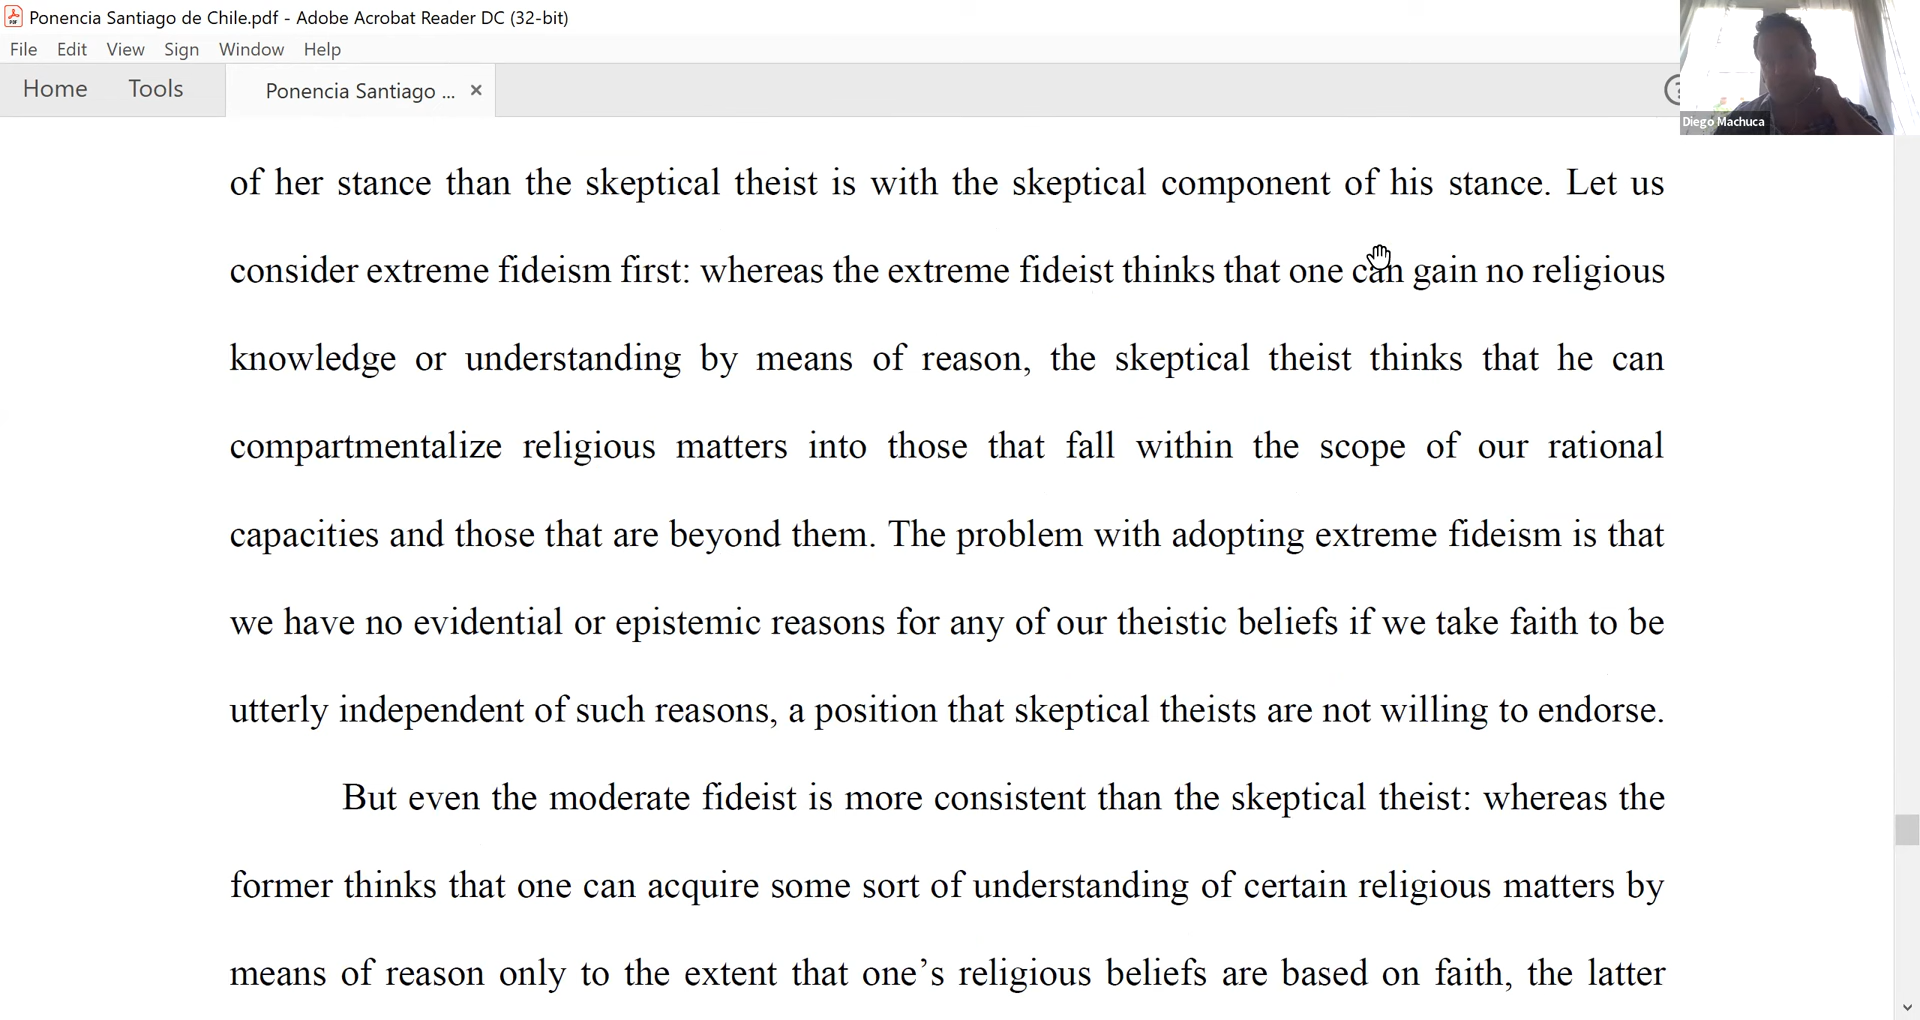 Ponencia Santiago de Chile.pdf - Adobe Acrobat Reader DC (32-bit)
File Edit View Sign Window Help
Home Tools Ponencia Santiago ... ×
Diego Machuca
of her stance than the skeptical theist is with the skeptical component of his stance. Let us
consider extreme fideism first: whereas the extreme fideist thinks that one can gain no religious
knowledge or understanding by means of reason, the skeptical theist thinks that he can
compartmentalize religious matters into those that fall within the scope of our rational
capacities and those that are beyond them. The problem with adopting extreme fideism is that
we have no evidential or epistemic reasons for any of our theistic beliefs if we take faith to be
utterly independent of such reasons, a position that skeptical theists are not willing to endorse.
But even the moderate fideist is more consistent than the skeptical theist: whereas the
former thinks that one can acquire some sort of understanding of certain religious matters by
means of reason only to the extent that one’s religious beliefs are based on faith, the latter